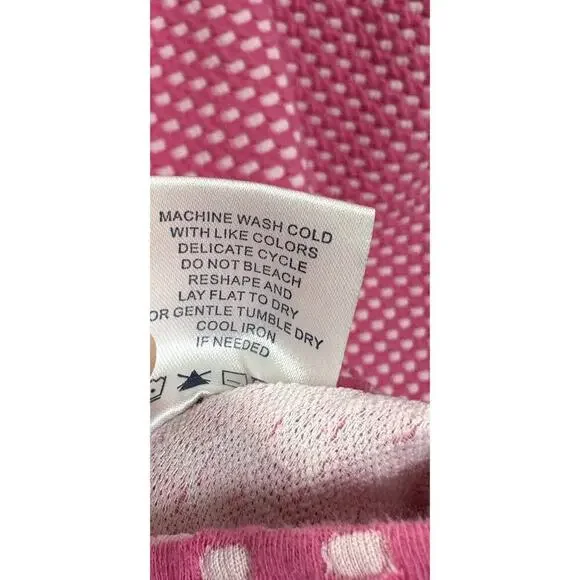 MACHINE WASH COLD
WITH LIKE COLORS
DELICATE CYCLE
DO NOT BLEACH
RESHAPE AND
LAY FLAT TO DRY
OR GENTLE TUMBLE DRY
COOL IRON
IF NEEDED